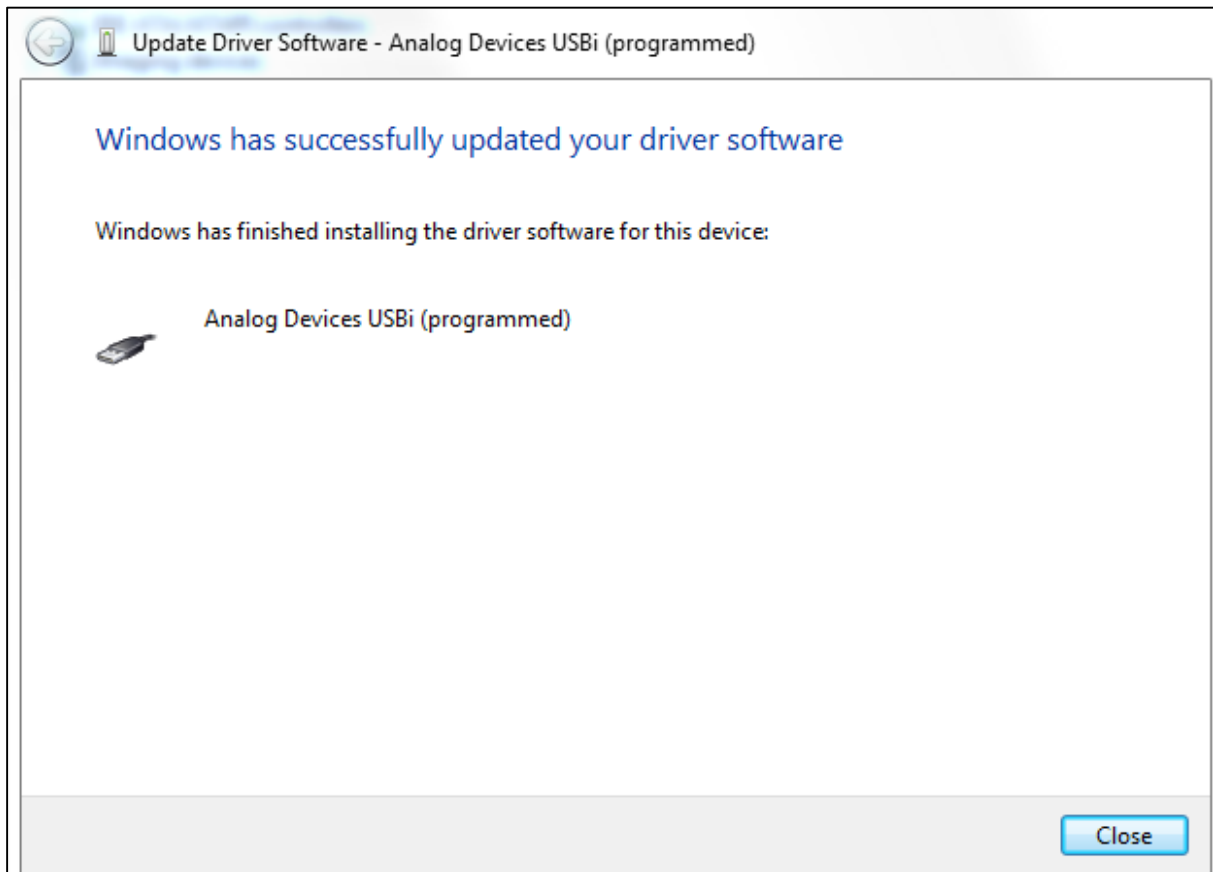 Update Driver Software - Analog Devices USBi (programmed)
Windows has successfully updated your driver software
Windows has finished installing the driver software for this device:
Analog Devices USBi (programmed)
Close